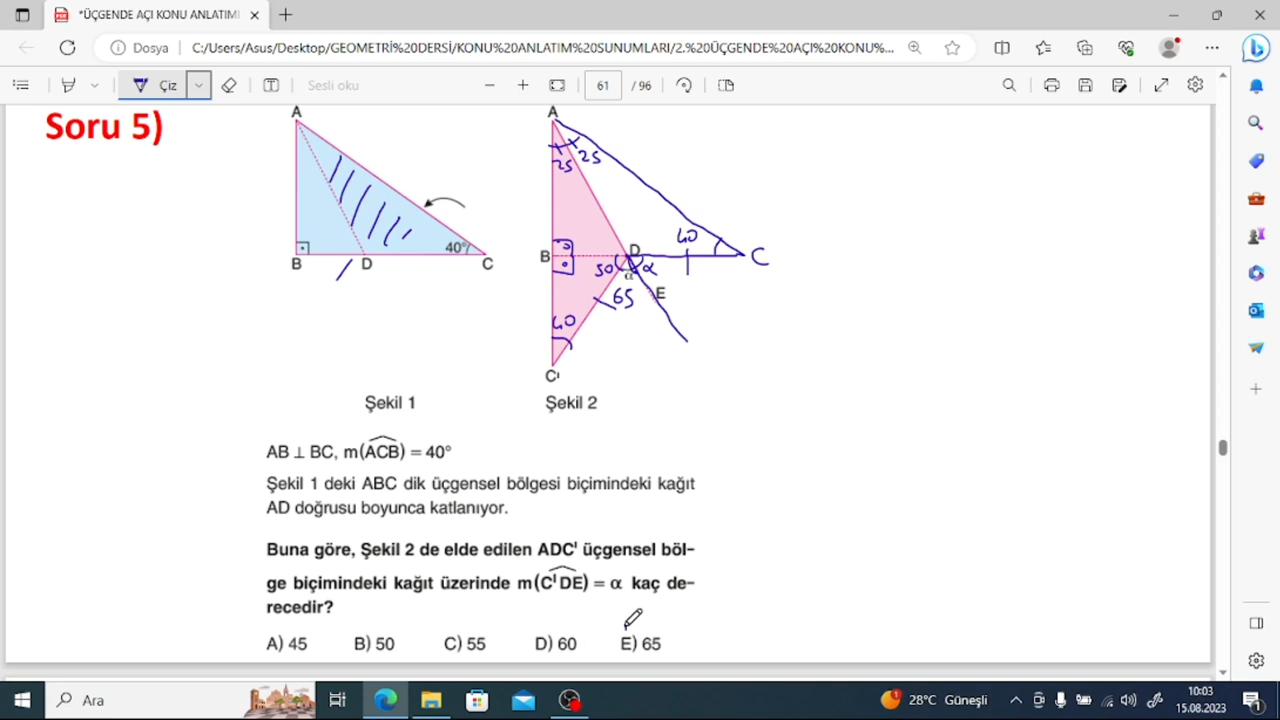 *ÜÇGENDE AÇI KONU ANLATIMI
Dosya
C:/Users/Asus/Desktop/GEOMETRİ%20DERSİ/KONU%20ANLATIM%20SUNUMLARI/2.%20ÜÇGENDE%20AÇI%20KONU%...
Çiz
Sesli oku
61 / 96
Soru 5)
A
B
D
C
40°
A
25
25
B
D
40
C
50
α
α
65
E
40
C'
Şekil 1
Şekil 2
AB ⊥ BC, m(ACB) = 40°
Şekil 1 deki ABC dik üçgensel bölgesi biçimindeki kağıt
AD doğrusu boyunca katlanıyor.
Buna göre, Şekil 2 de elde edilen ADC' üçgensel böl-
ge biçimindeki kağıt üzerinde m(C'DE) = α kaç de-
recedir?
A) 45 B) 50 C) 55 D) 60 E) 65
Ara
28°C Güneşli
10:03
15.08.2023
1